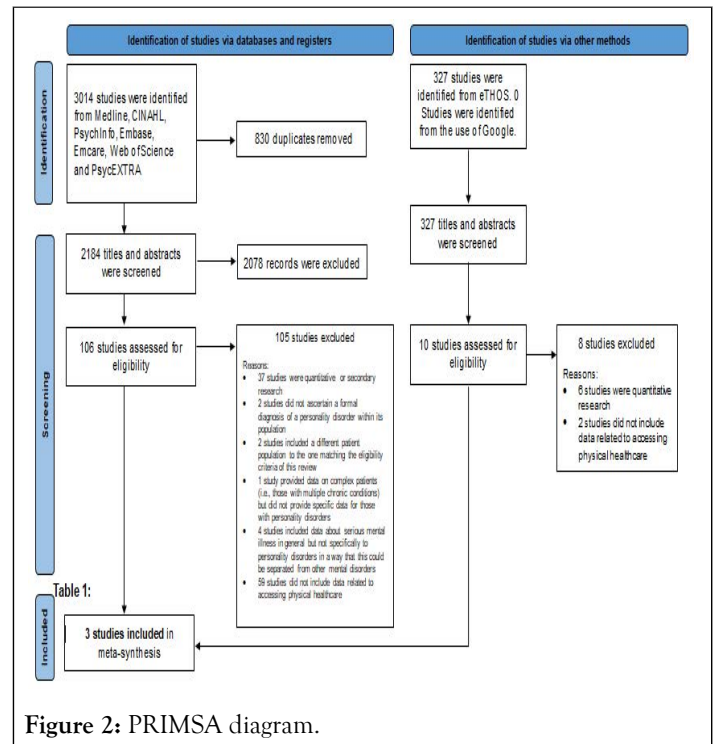 Identification of studies via databases and registers
Identification of studies via other methods
Identification
3014 studies were identified
from Medline, CINAHL,
PsychInfo, Embase,
Emcare, Web of Science
and PsycEXTRA
830 duplicates removed
327 studies were
identified from eTHOS. 0
Studies were identified
from the use of Google.
Screening
2184 titles and abstracts
were screened
2078 records were excluded
327 titles and abstracts
were screened
106 studies assessed for
eligibility
105 studies excluded
Reasons:
• 37 studies were quantitative or secondary
research
• 2 studies did not ascertain a formal
diagnosis of a personality disorder within its
population
• 2 studies included a different patient
population to the one matching the eligibility
criteria of this review
• 1 study provided data on complex patients
(i.e., those with multiple chronic conditions)
but did not provide specific data for those
with personality disorders
• 4 studies included data about serious mental
illness in general but not specifically to
personality disorders in a way that this could
be separated from other mental disorders
• 59 studies did not include data related to
accessing physical healthcare
10 studies assessed for
eligibility
8 studies excluded
Reasons:
• 6 studies were quantitative
research
• 2 studies did not include
data related to accessing
physical healthcare
Table 1:
Included
3 studies included in
meta-synthesis
Figure 2: PRIMSA diagram.